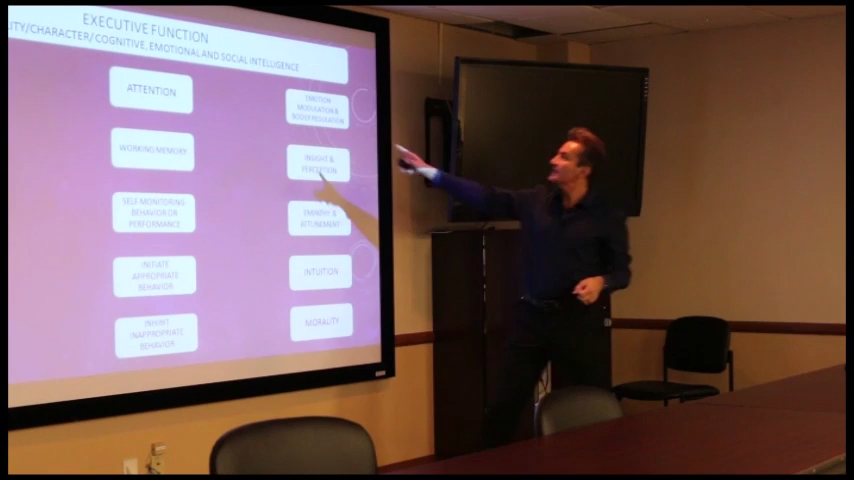 EXECUTIVE FUNCTION
ITY/CHARACTER/ COGNITIVE, EMOTIONAL AND SOCIAL INTELLIGENCE
ATTENTION
WORKING MEMORY
SELF MONITORING
BEHAVIOR OR
PERFORMANCE
INITIATE
APPROPRIATE
BEHAVIOR
INHIBIT
INAPPROPRIATE
BEHAVIOR
EMOTION
MODULATION &
BODILY REGULATION
INSIGHT &
PERCEPTION
EMPATHY &
ATTUNEMENT
INTUITION
MORALITY